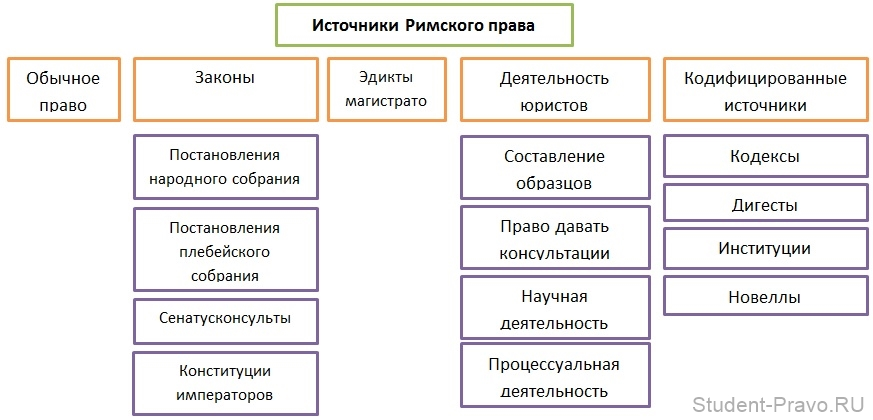 Источники Римского права
Обычное
право
Законы
Эдикты
магистрато
Деятельность
юристов
Кодифицированные
источники
Постановления
народного собрания
Постановления
плебейского
собрания
Сенатусконсульты
Конституции
императоров
Составление
образцов
Право давать
консультации
Научная
деятельность
Процессуальная
деятельность
Кодексы
Дигесты
Институции
Новеллы
Student-Pravo.RU